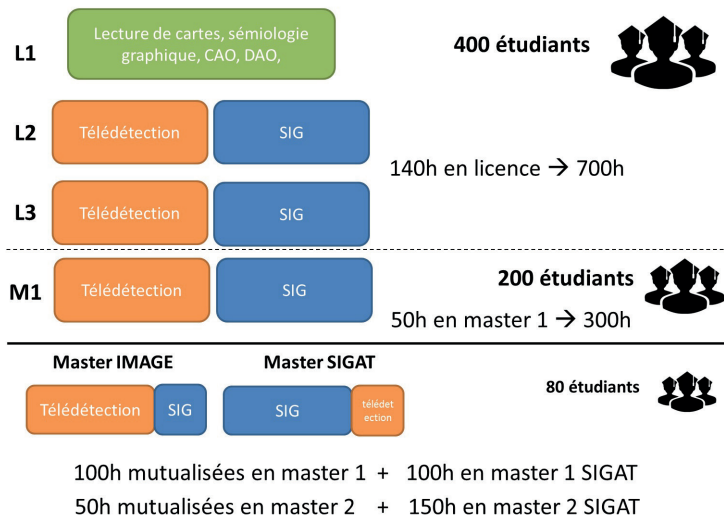 L1
Lecture de cartes, sémiologie
graphique, CAO, DAO,
400 étudiants
L2
Télédétection
SIG
140h en licence → 700h
L3
Télédétection
SIG
M1
Télédétection
SIG
200 étudiants
50h en master 1 → 300h
Master IMAGE
Master SIGAT
Télédétection
SIG
SIG
télédet
ection
80 étudiants
100h mutualisées en master 1 + 100h en master 1 SIGAT
50h mutualisées en master 2 + 150h en master 2 SIGAT